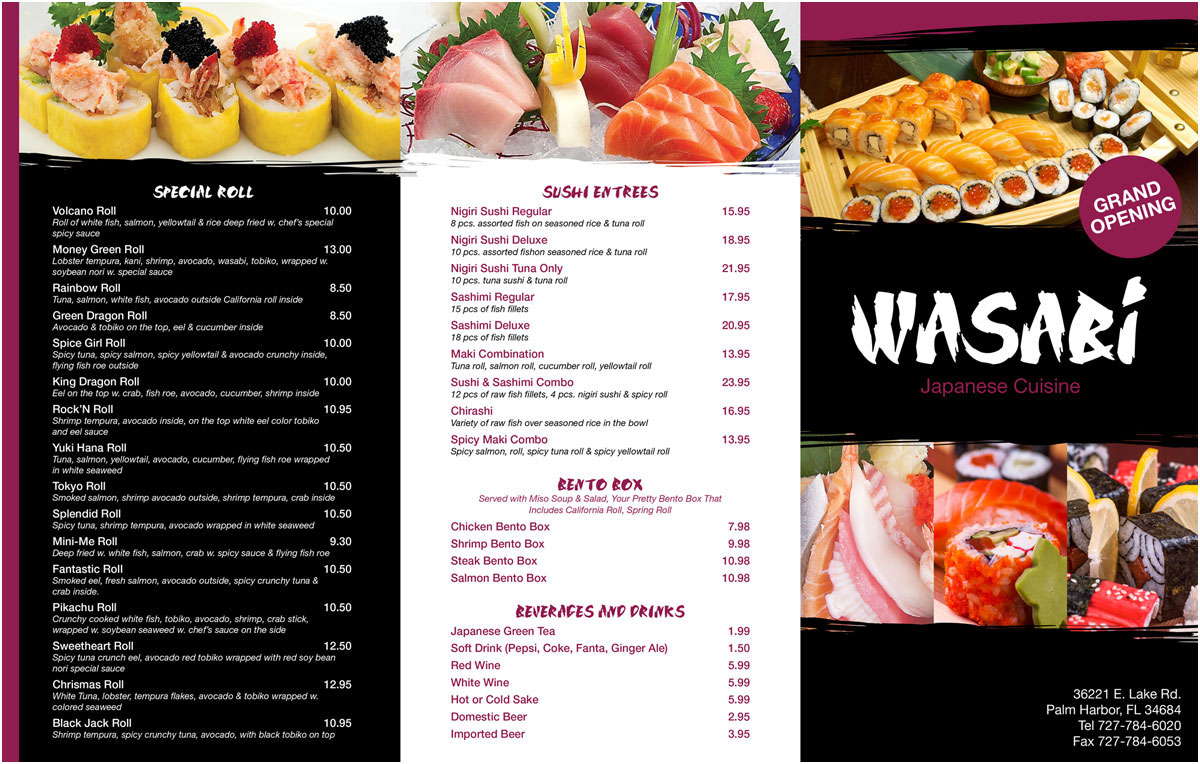 SPECIAL ROLL
Volcano Roll 10.00
Roll of white fish, salmon, yellowtail & rice deep fried w. chef's special
spicy sauce
Money Green Roll 13.00
Lobster tempura, kani, shrimp, avocado, wasabi, tobiko, wrapped w.
soybean nori w. special sauce
Rainbow Roll 8.50
Tuna, salmon, white fish, avocado outside California roll inside
Green Dragon Roll 8.50
Avocado & tobiko on the top, eel & cucumber inside
Spice Girl Roll 10.00
Spicy tuna, spicy salmon, spicy yellowtail & avocado crunchy inside,
flying fish roe outside
King Dragon Roll 10.00
Eel on the top w. crab, fish roe, avocado, cucumber, shrimp inside
Rock'N Roll 10.95
Shrimp tempura, avocado inside, on the top white eel color tobiko
and eel sauce
Yuki Hana Roll 10.50
Tuna, salmon, yellowtail, avocado, cucumber, flying fish roe wrapped
in white seaweed
Tokyo Roll 10.50
Smoked salmon, shrimp avocado outside, shrimp tempura, crab inside
Splendid Roll 10.50
Spicy tuna, shrimp tempura, avocado wrapped in white seaweed
Mini-Me Roll 9.30
Deep fried w. white fish, salmon, crab w. spicy sauce & flying fish roe
Fantastic Roll 10.50
Smoked eel, fresh salmon, avocado outside, spicy crunchy tuna &
crab inside.
Pikachu Roll 10.50
Crunchy cooked white fish, tobiko, avocado, shrimp, crab stick,
wrapped w. soybean seaweed w. chef's sauce on the side
Sweetheart Roll 12.50
Spicy tuna crunch eel, avocado red tobiko wrapped with red soy bean
nori special sauce
Chrismas Roll 12.95
White Tuna, lobster, tempura flakes, avocado & tobiko wrapped w.
colored seaweed
Black Jack Roll 10.95
Shrimp tempura, spicy crunchy tuna, avocado, with black tobiko on top
SUSHI ENTREES
Nigiri Sushi Regular 15.95
8 pcs. assorted fish on seasoned rice & tuna roll
Nigiri Sushi Deluxe 18.95
10 pcs. assorted fishon seasoned rice & tuna roll
Nigiri Sushi Tuna Only 21.95
10 pcs. tuna sushi & tuna roll
Sashimi Regular 17.95
15 pcs of fish fillets
Sashimi Deluxe 20.95
18 pcs of fish fillets
Maki Combination 13.95
Tuna roll, salmon roll, cucumber roll, yellowtail roll
Sushi & Sashimi Combo 23.95
12 pcs of raw fish fillets, 4 pcs. nigiri sushi & spicy roll
Chirashi 16.95
Variety of raw fish over seasoned rice in the bowl
Spicy Maki Combo 13.95
Spicy salmon, roll, spicy tuna roll & spicy yellowtail roll
BENTO BOX
Served with Miso Soup & Salad, Your Pretty Bento Box That
Includes California Roll, Spring Roll
Chicken Bento Box 7.98
Shrimp Bento Box 9.98
Steak Bento Box 10.98
Salmon Bento Box 10.98
BEVERADES AND DRINKS
Japanese Green Tea 1.99
Soft Drink (Pepsi, Coke, Fanta, Ginger Ale) 1.50
Red Wine 5.99
White Wine 5.99
Hot or Cold Sake 5.99
Domestic Beer 2.95
Imported Beer 3.95
GRAND
OPENING
WASABi
Japanese Cuisine
36221 E. Lake Rd.
Palm Harbor, FL 34684
Tel 727-784-6020
Fax 727-784-6053